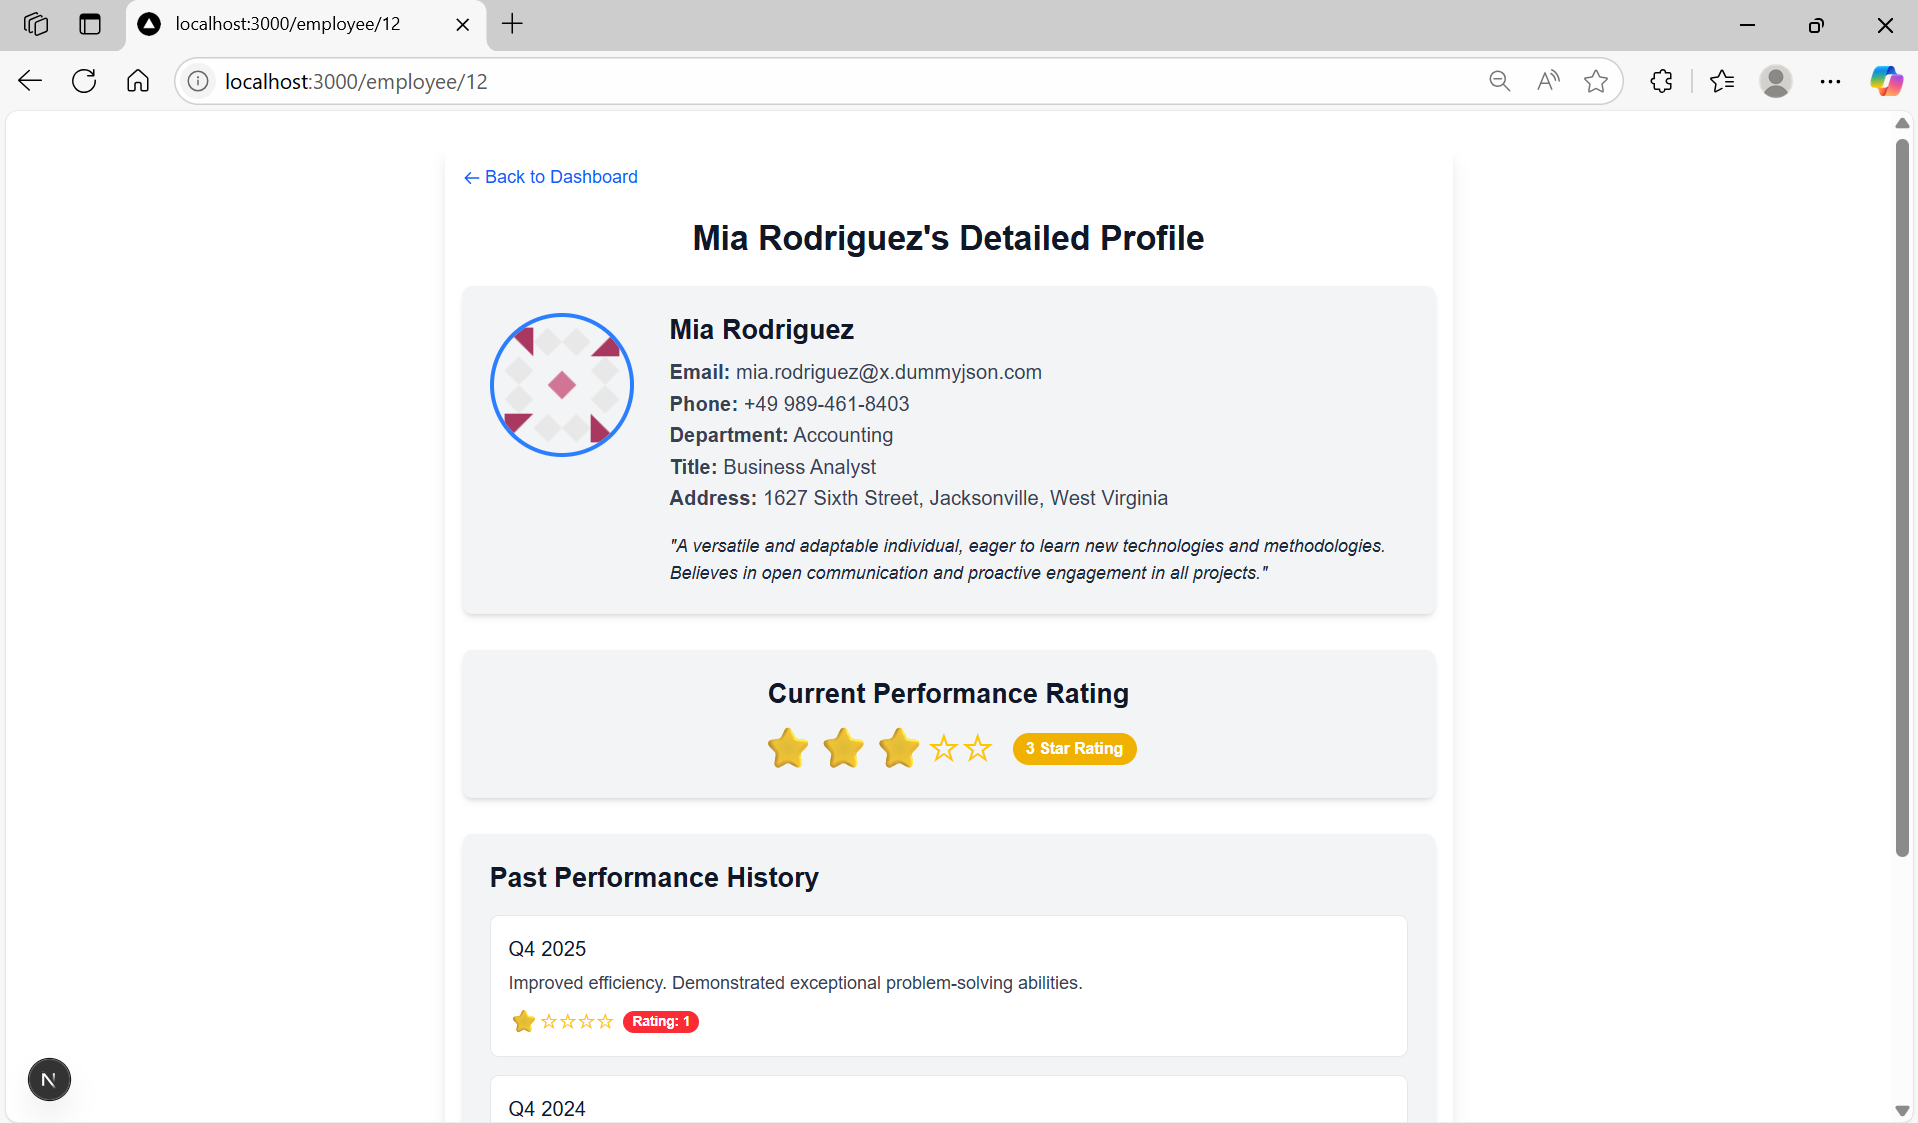 localhost:3000/employee/12
localhost:3000/employee/12
← Back to Dashboard
Mia Rodriguez's Detailed Profile
Mia Rodriguez
Email: mia.rodriguez@x.dummyjson.com
Phone: +49 989-461-8403
Department: Accounting
Title: Business Analyst
Address: 1627 Sixth Street, Jacksonville, West Virginia
"A versatile and adaptable individual, eager to learn new technologies and methodologies.
Believes in open communication and proactive engagement in all projects."
Current Performance Rating
3 Star Rating
Past Performance History
Q4 2025
Improved efficiency. Demonstrated exceptional problem-solving abilities.
Rating: 1
N
Q4 2024